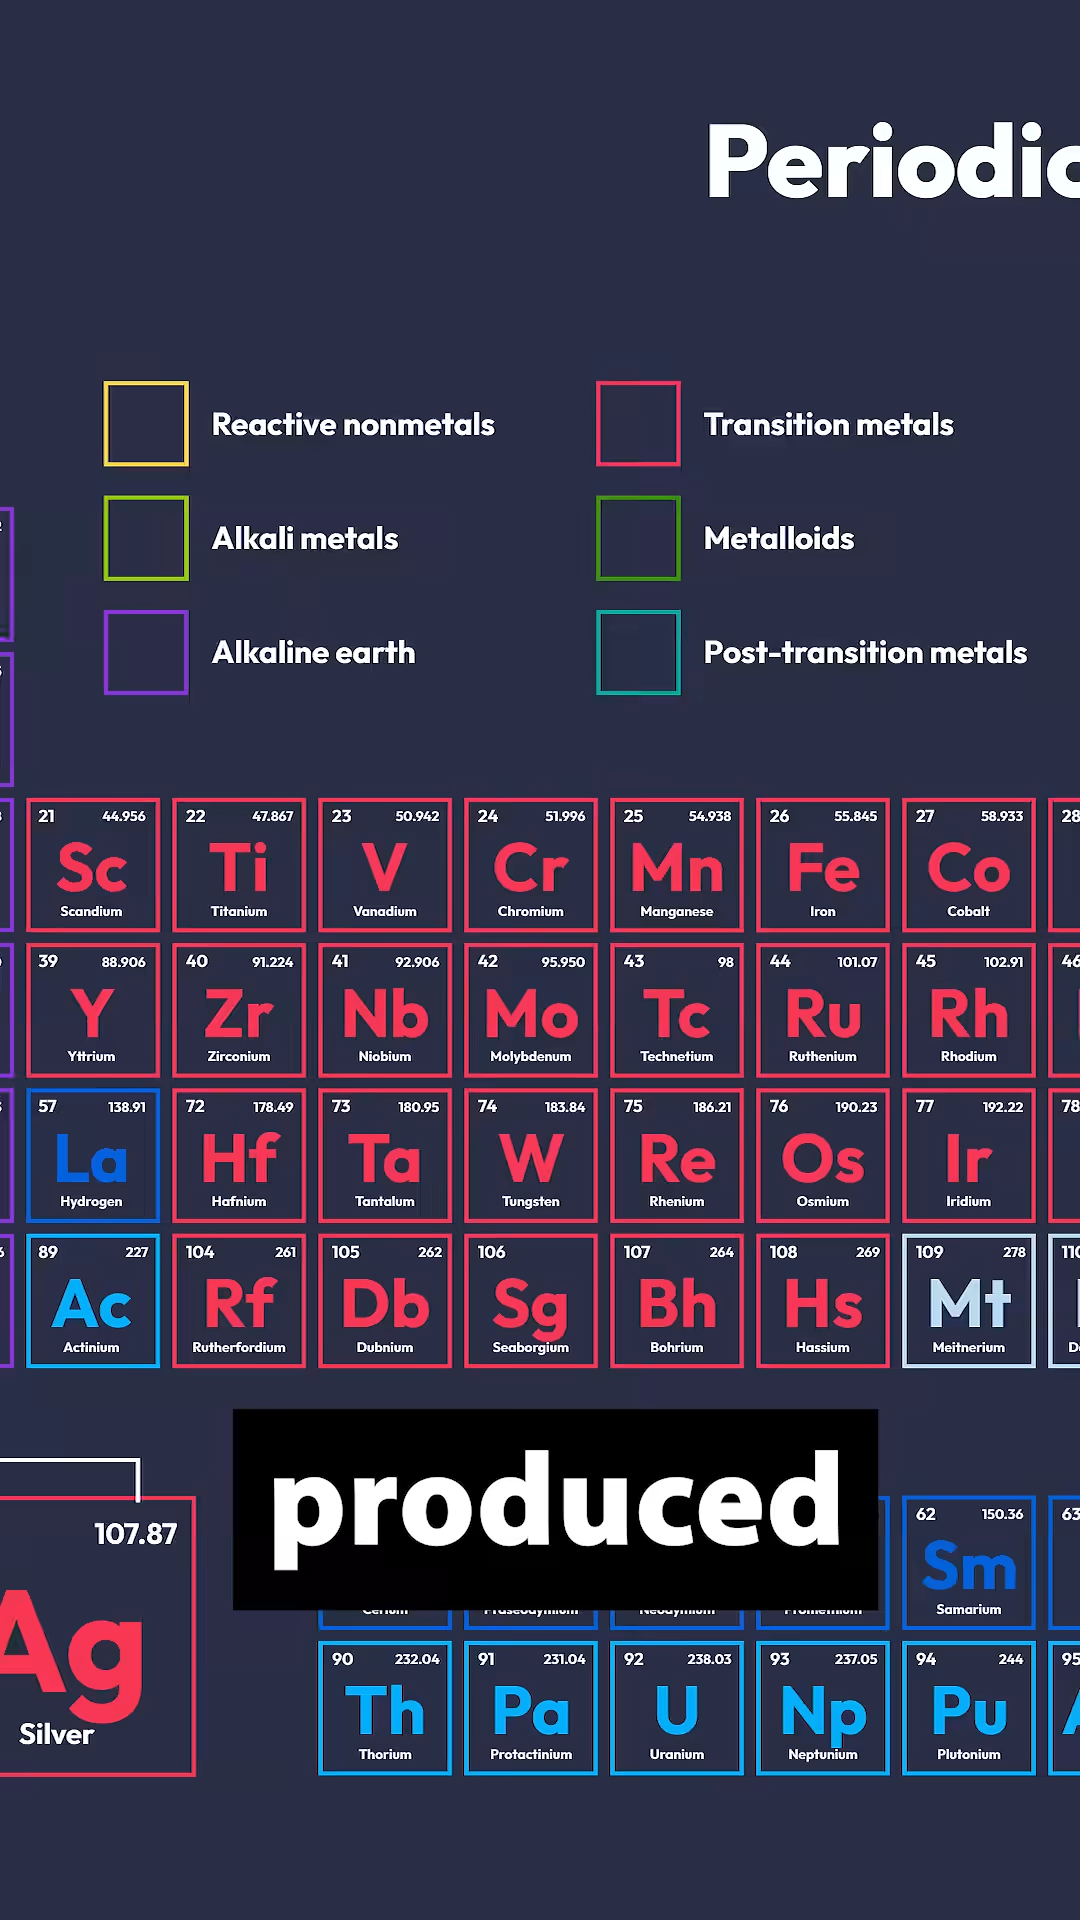 Periodic
Reactive nonmetals
Transition metals
Alkali metals
Metalloids
Alkaline earth
Post-transition metals
21 44.956 22 47.867 23 50.942 24 51.996 25 54.938 26 55.845 27 58.933 28
Sc Ti V Cr Mn Fe Co
Scandium Titanium Vanadium Chromium Manganese Iron Cobalt
39 88.906 40 91.224 41 92.906 42 95.950 43 98 44 101.07 45 102.91 46
Y Zr Nb Mo Tc Ru Rh
Yttrium Zirconium Niobium Molybdenum Technetium Ruthenium Rhodium
57 138.91 72 178.49 73 180.95 74 183.84 75 186.21 76 190.23 77 192.22 78
La Hf Ta W Re Os Ir
Hydrogen Hafnium Tantalum Tungsten Rhenium Osmium Iridium
89 227 104 261 105 262 106 107 264 108 269 109 278 110
Ac Rf Db Sg Bh Hs Mt
Actinium Rutherfordium Dubnium Seaborgium Bohrium Hassium Meitnerium
produced
107.87
Ag
Silver
62 150.36 63
Sm
Cerium Praseodymium Neodymium Promethium Samarium
90 232.04 91 231.04 92 238.03 93 237.05 94 244 95
Th Pa U Np Pu
Thorium Protactinium Uranium Neptunium Plutonium